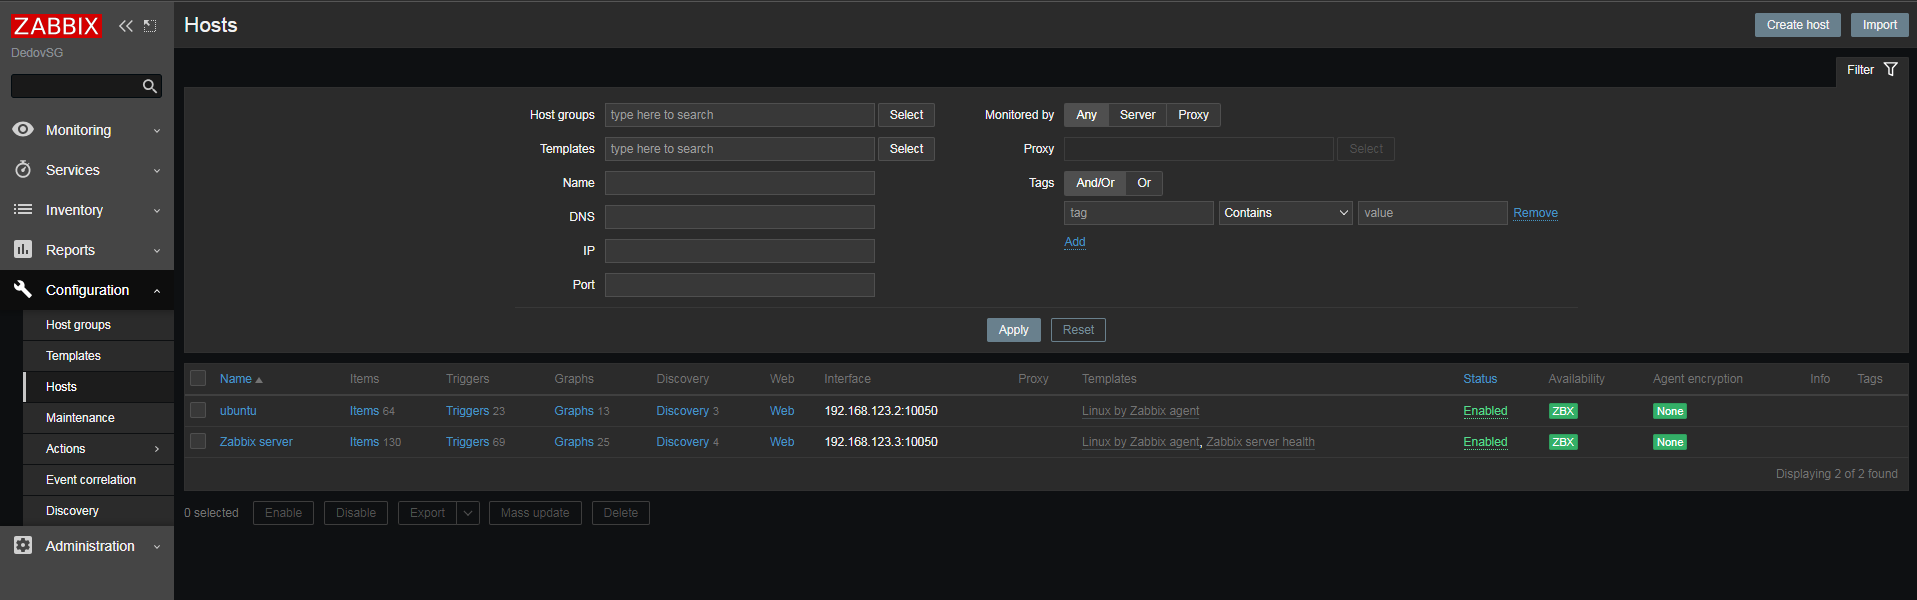 ZABBIX
DedovSG
Monitoring
Services
Inventory
Reports
Configuration
Host groups
Templates
Hosts
Maintenance
Actions
Event correlation
Discovery
Administration
Hosts
Create host Import
Filter
Host groups type here to search Select
Templates type here to search Select
Name
DNS
IP
Port
Monitored by Any Server Proxy
Proxy Select
Tags And/Or Or
tag Contains value Remove
Add
Apply Reset
Name Items Triggers Graphs Discovery Web Interface Proxy Templates Status Availability Agent encryption Info Tags
ubuntu Items 64 Triggers 23 Graphs 13 Discovery 3 Web 192.168.123.2:10050 Linux by Zabbix agent Enabled ZBX None
Zabbix server Items 130 Triggers 69 Graphs 25 Discovery 4 Web 192.168.123.3:10050 Linux by Zabbix agent, Zabbix server health Enabled ZBX None
Displaying 2 of 2 found
0 selected Enable Disable Export Mass update Delete